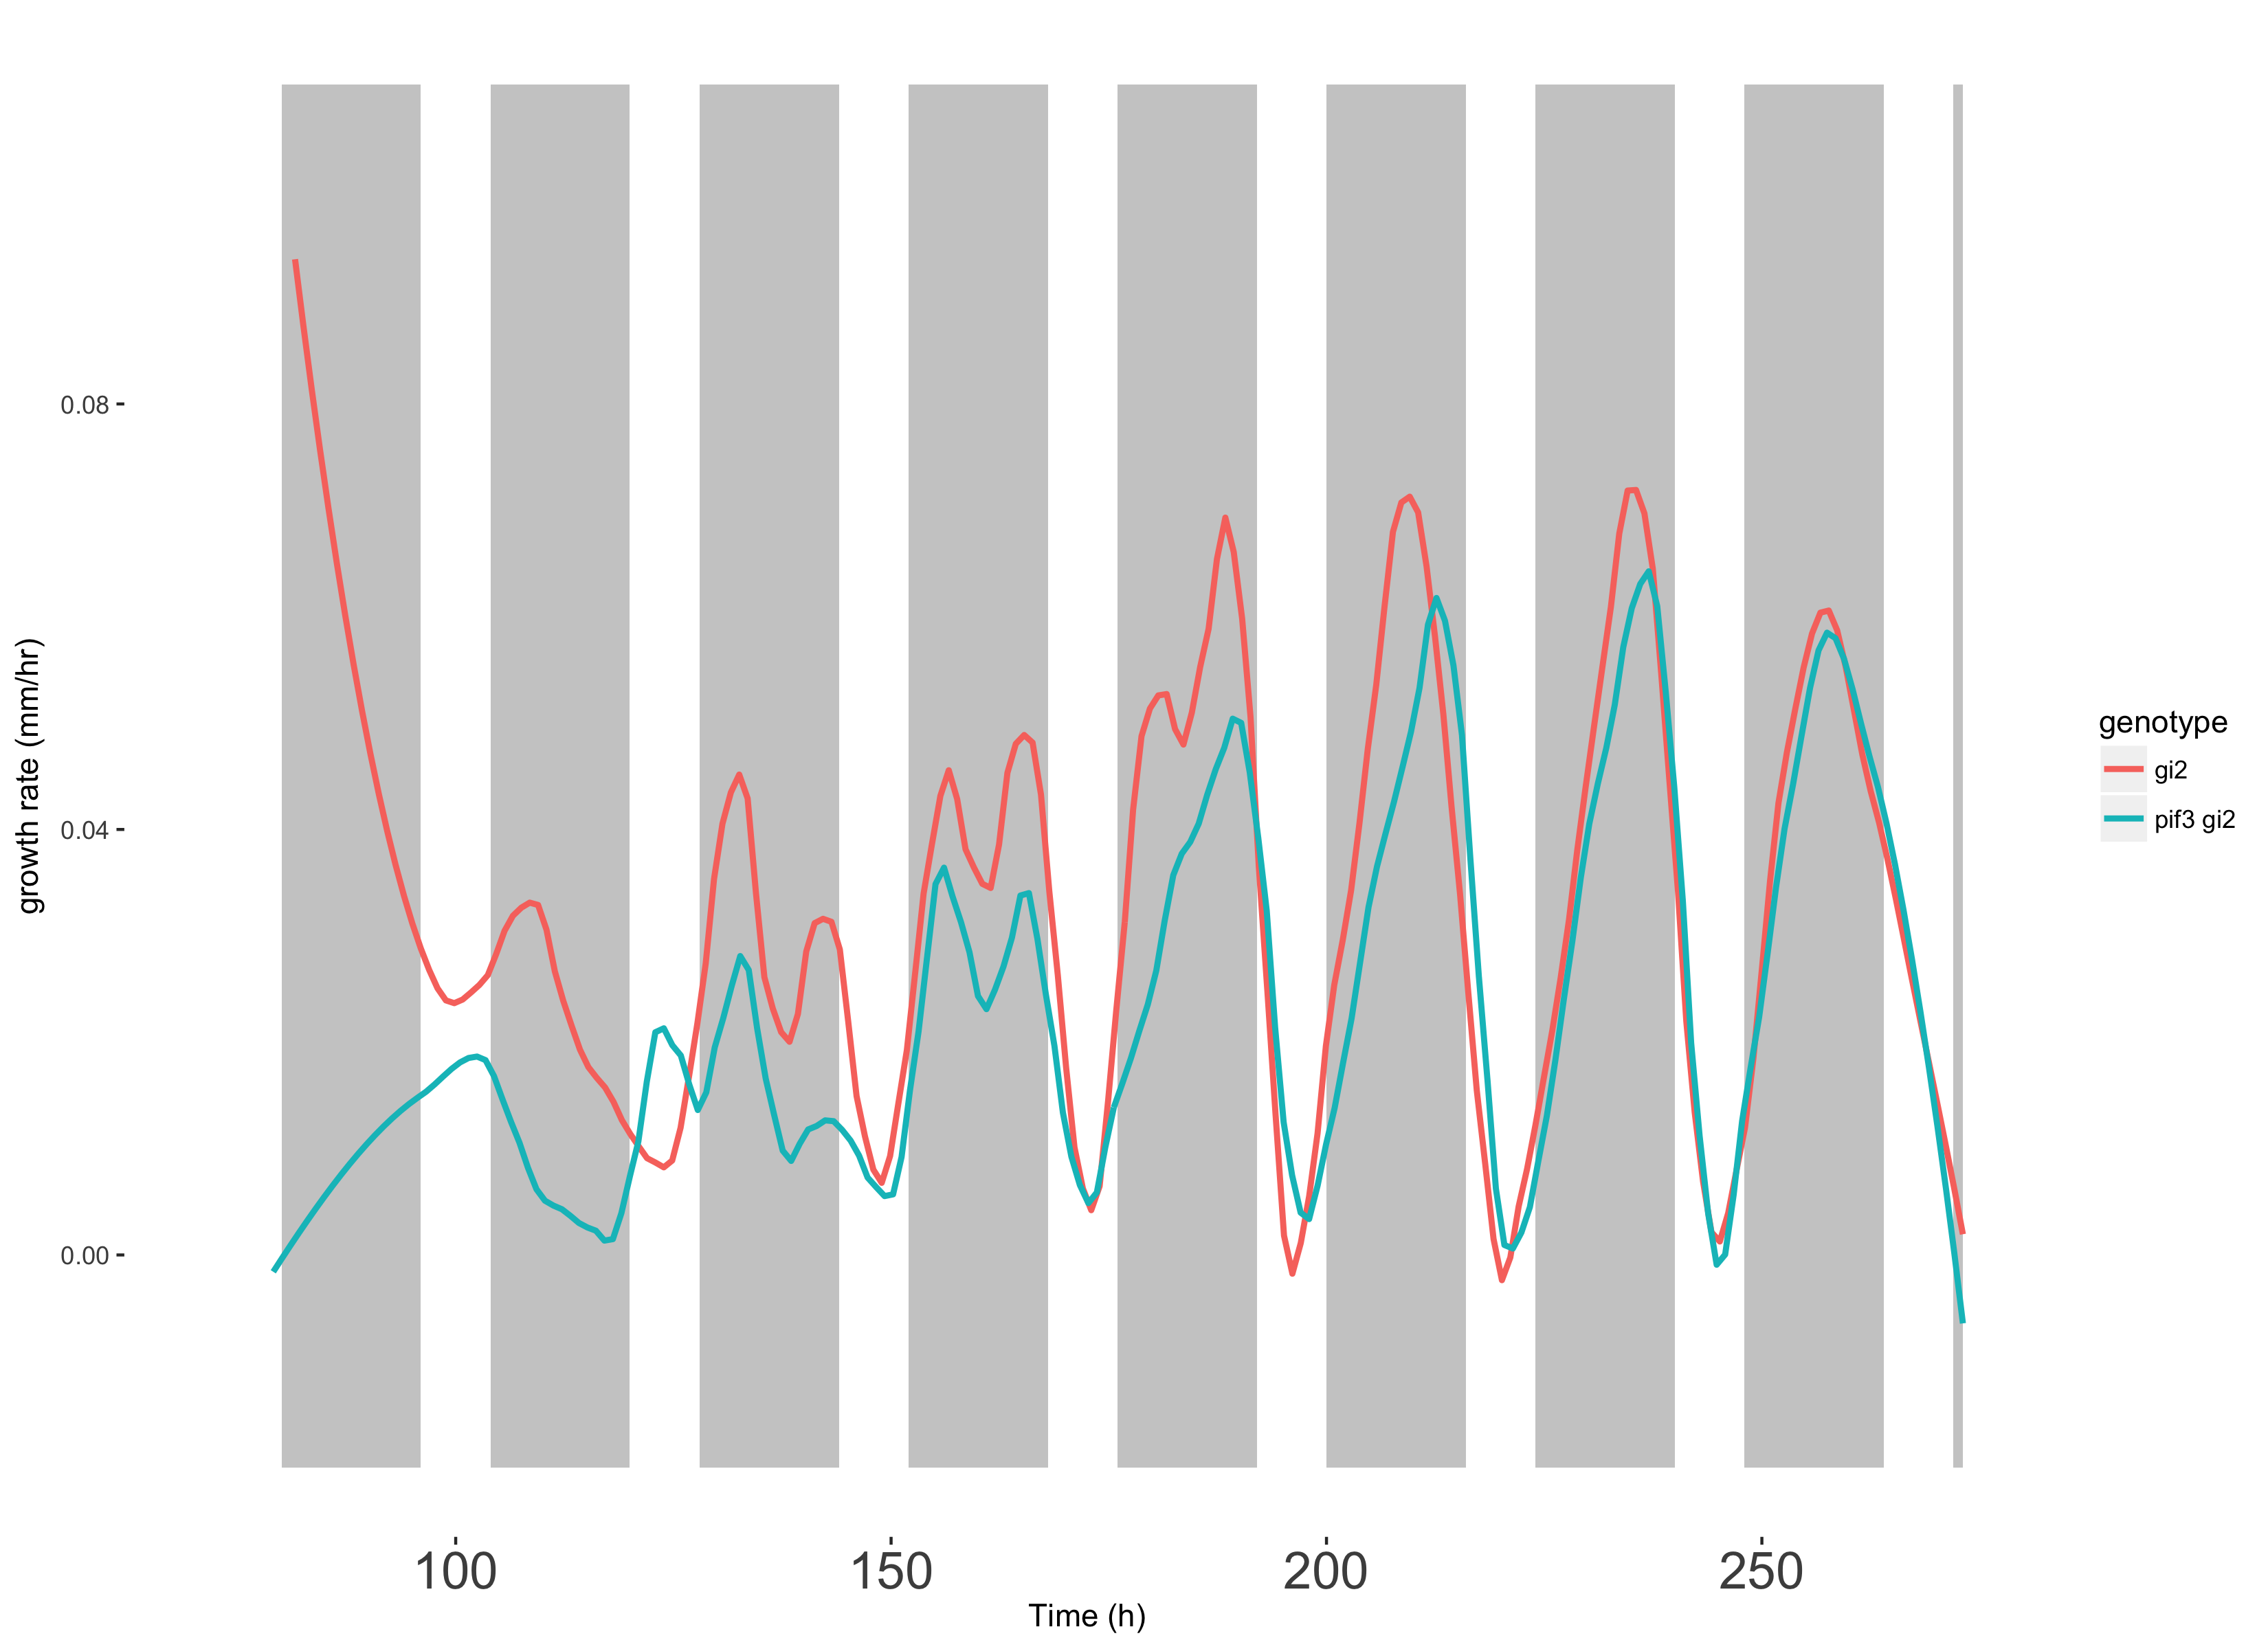 growth rate (mm/hr)
0.08
0.04
0.00
100
150
200
250
Time (h)
genotype
gi2
pif3 gi2